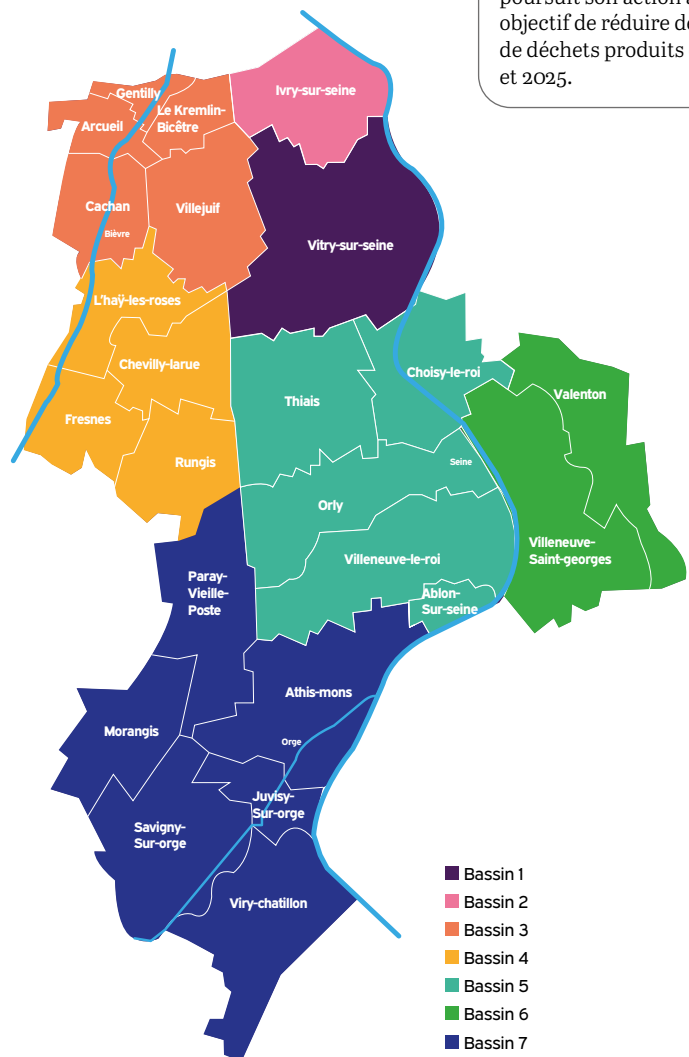 poursuit son action a
objectif de réduire de
de déchets produits
et 2025.
Ivry-sur-seine
Gentilly
Le Kremlin-
Bicêtre
Arcueil
Cachan
Bièvre
Villejuif
Vitry-sur-seine
L'haÿ-les-roses
Chevilly-larue
Fresnes
Rungis
Thiais
Choisy-le-roi
Valenton
Seine
Orly
Villeneuve-
Saint-georges
Villeneuve-le-roi
Ablon-
Sur-seine
Paray-
Vieille-
Poste
Athis-mons
Morangis
Orge
Juvisy-
Sur-orge
Savigny-
Sur-orge
Viry-chatillon
Bassin 1
Bassin 2
Bassin 3
Bassin 4
Bassin 5
Bassin 6
Bassin 7